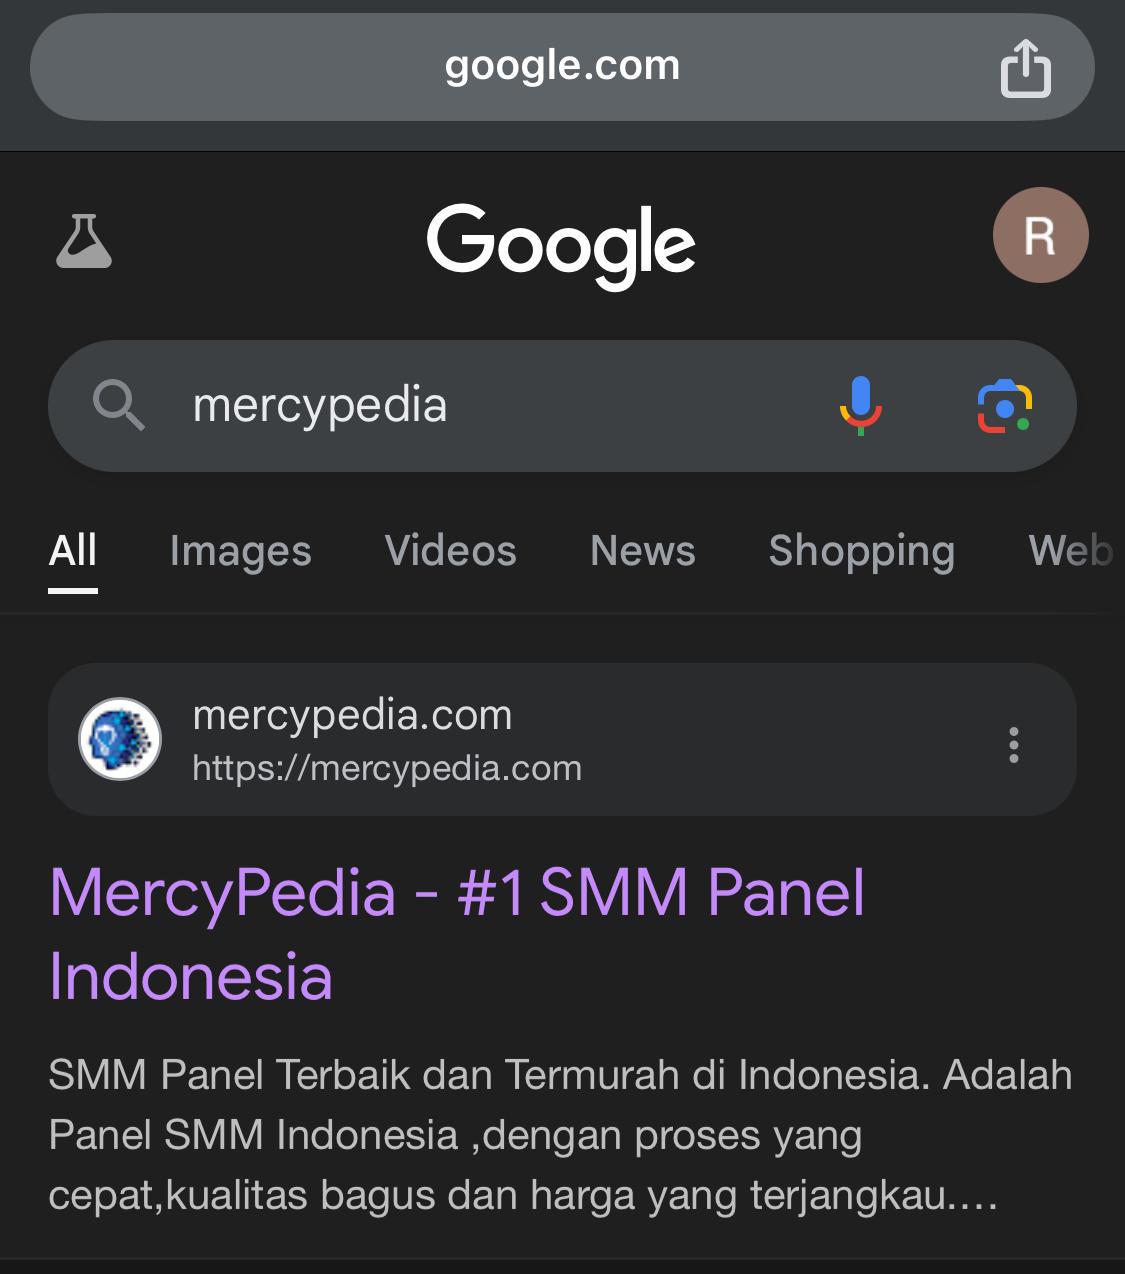 google.com
Google
R
mercypedia
All Images Videos News Shopping Web
mercypedia.com
https://mercypedia.com
MercyPedia - #1 SMM Panel
Indonesia
SMM Panel Terbaik dan Termurah di Indonesia. Adalah
Panel SMM Indonesia ,dengan proses yang
cepat,kualitas bagus dan harga yang terjangkau....